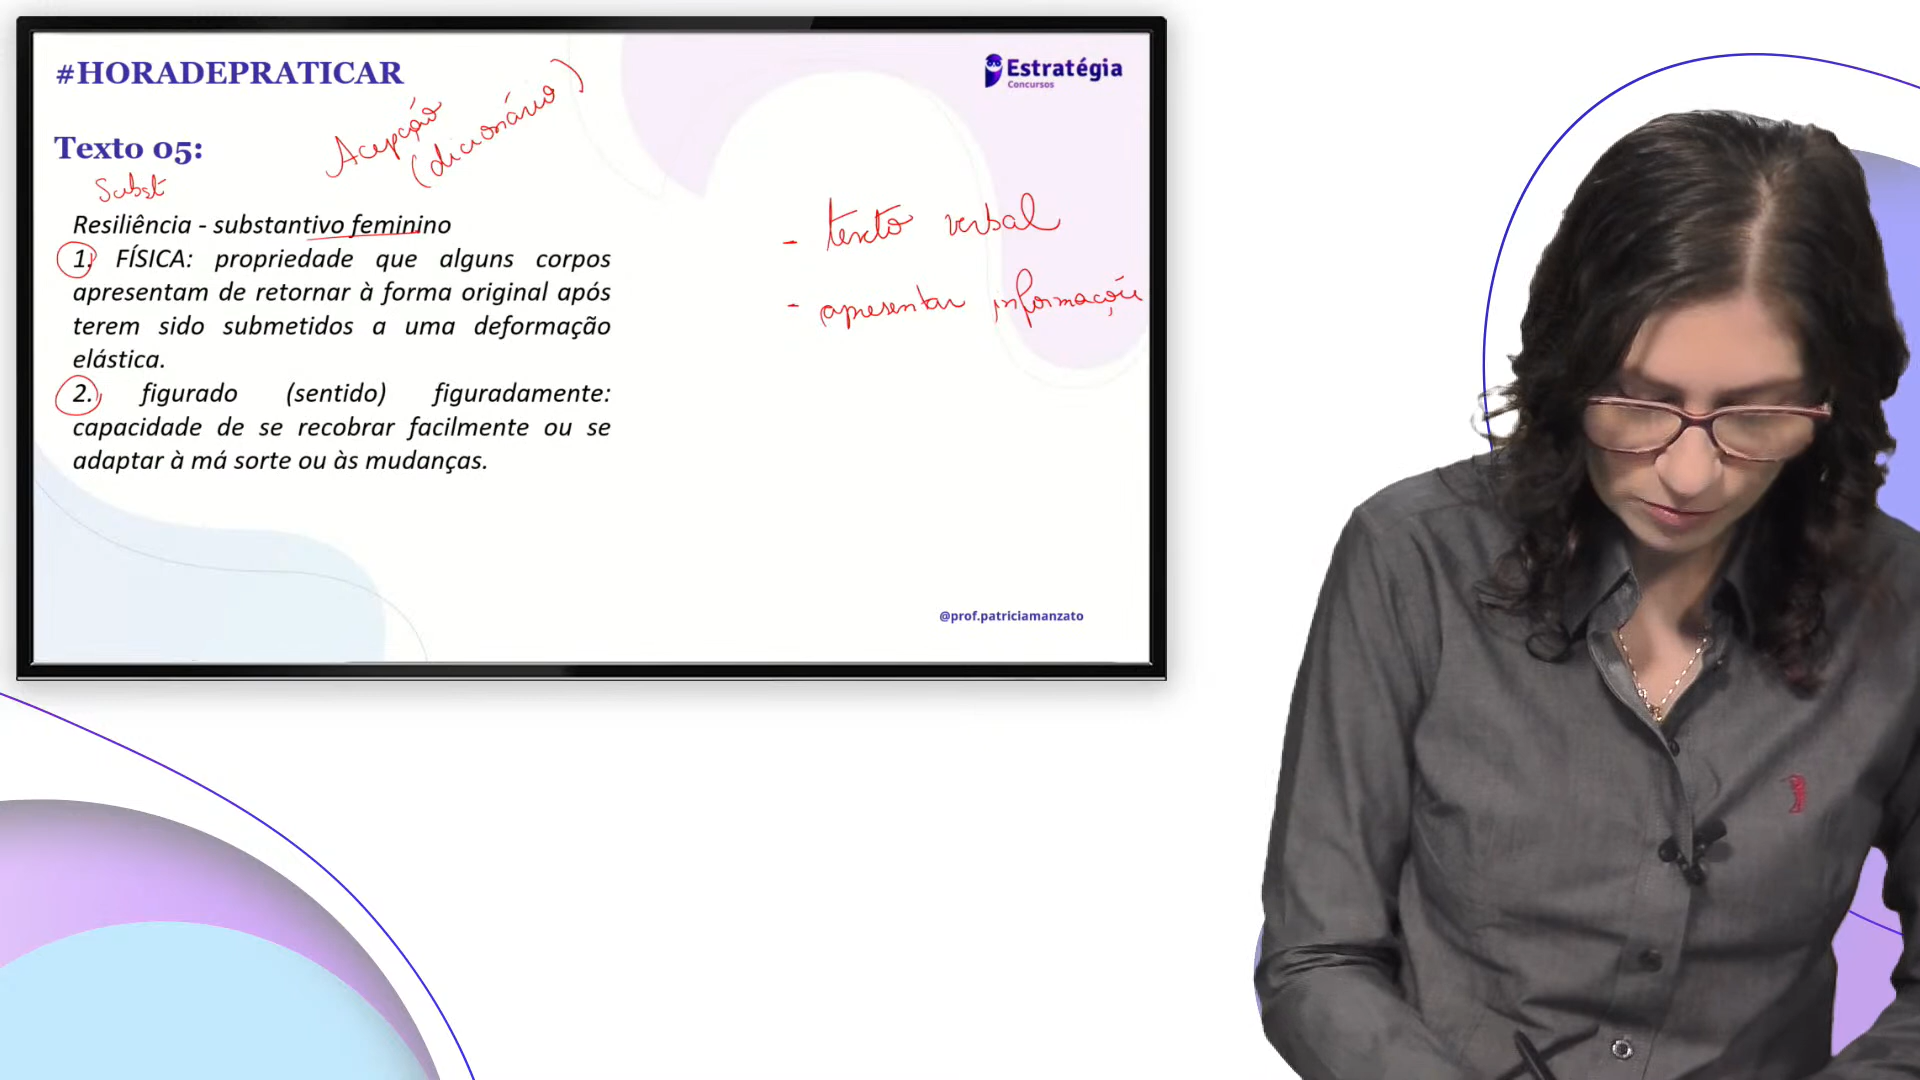 #HORADEPRATICAR
Estratégia
Concursos
Acepção
(dicionário)
Texto 05:
Subst
Resiliência - substantivo feminino
1. FÍSICA: propriedade que alguns corpos
apresentam de retornar à forma original após
terem sido submetidos a uma deformação
elástica.
2. figurado (sentido) figuradamente:
capacidade de se recobrar facilmente ou se
adaptar à má sorte ou às mudanças.
- texto verbal
- apresentar informaçõe
@prof.patriciamanzato